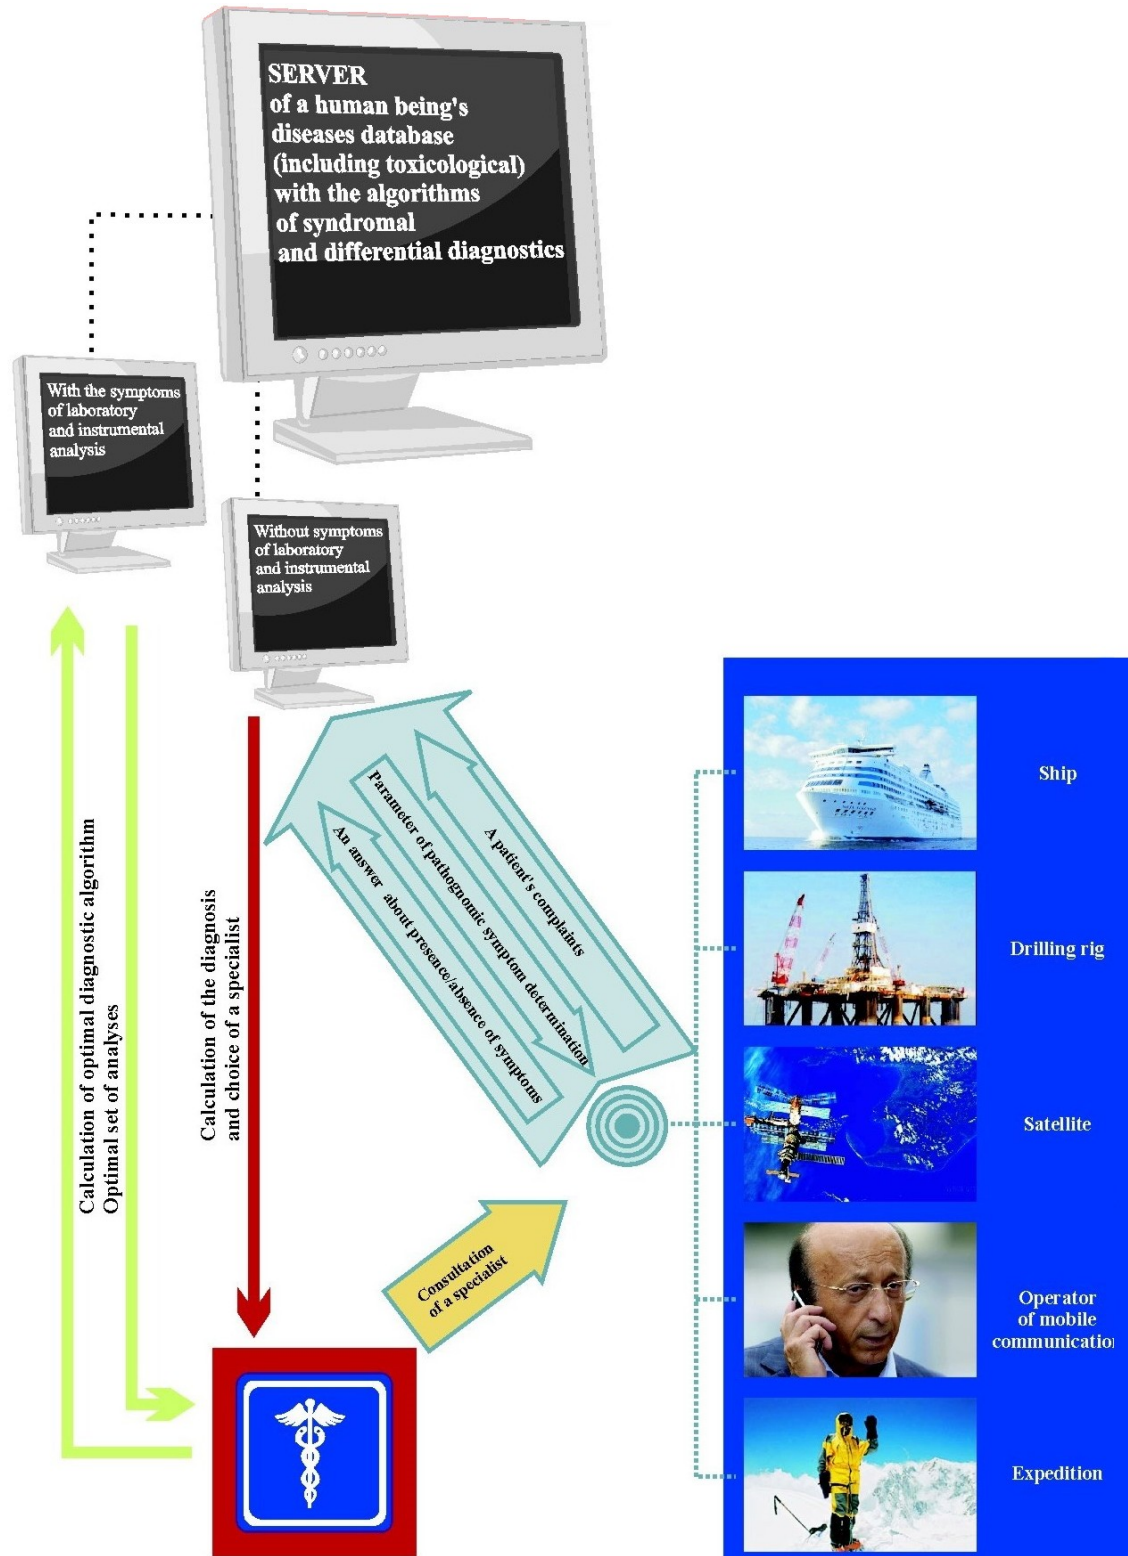 SERVER
of a human being's
diseases database
(including toxicological)
with the algorithms
of syndromal
and differential diagnostics
With the symptoms
of laboratory
and instrumental
analysis
Without symptoms
of laboratory
and instrumental
analysis
Calculation of optimal diagnostic algorithm
Optimal set of analyses
Calculation of the diagnosis
and choice of a specialist
An answer about presence/absence of symptoms
Parameter of pathognomic symptom determination
A patient's complaints
Consultation
of a specialist
Ship
Drilling rig
Satellite
Operator
of mobile
communicatio
Expedition